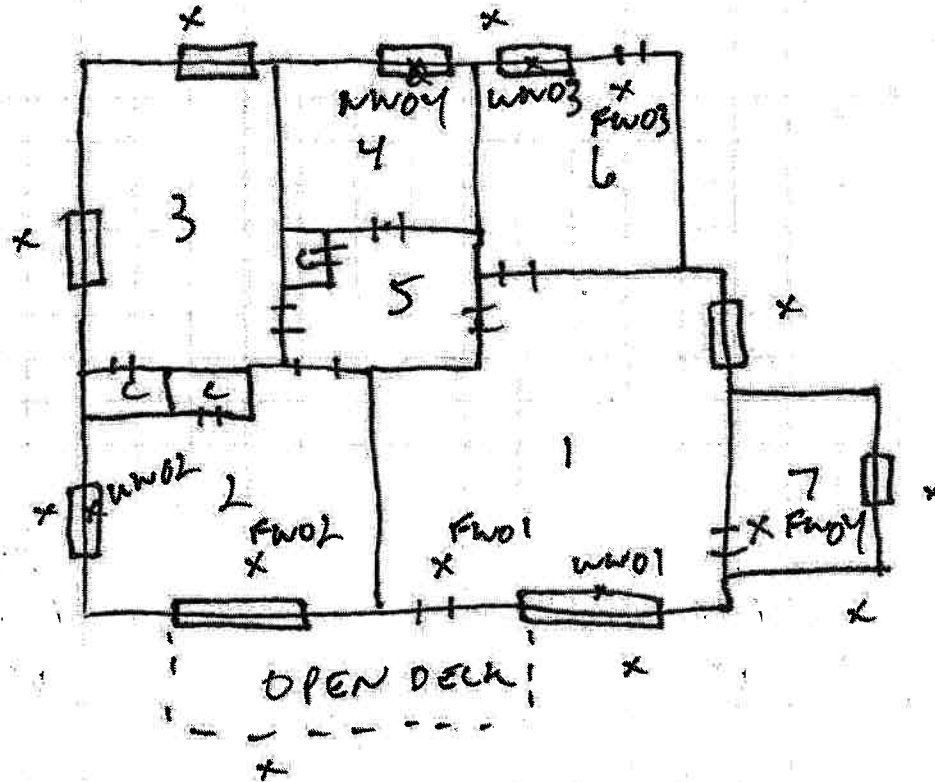 x x
WW04 WW03 x
FW03
4 6
3
x
C
5
x
C C
1
x WW02 2 7 x
FW02 FW01 x FW04
x x WW01
x
OPEN DECK x
x